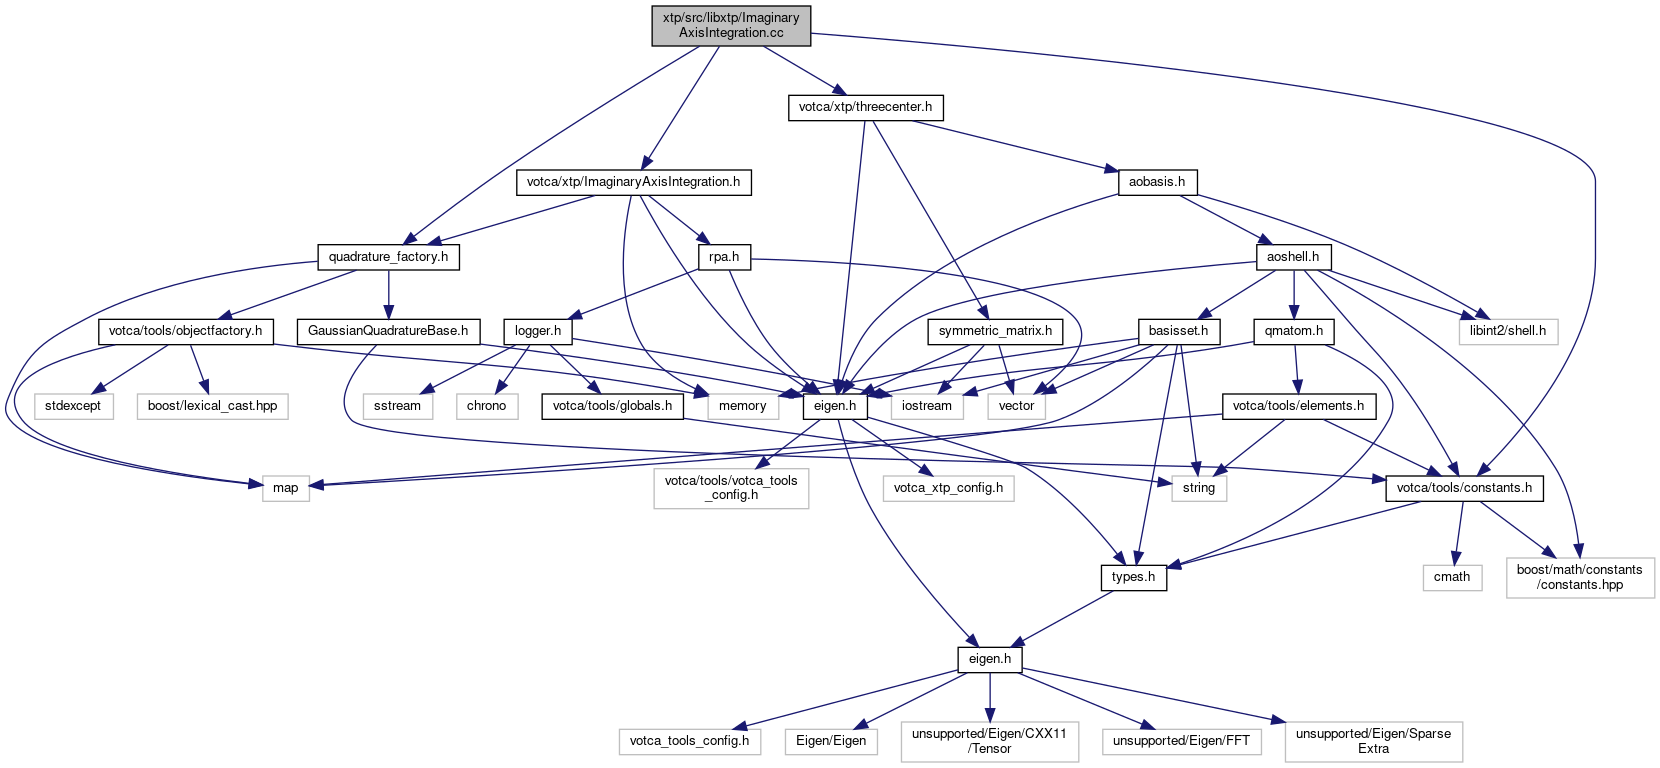 xtp/src/libxtp/Imaginary
AxisIntegration.cc
votca/xtp/threecenter.h
votca/xtp/ImaginaryAxisIntegration.h
aobasis.h
quadrature_factory.h
rpa.h
aoshell.h
votca/tools/objectfactory.h
GaussianQuadratureBase.h
logger.h
symmetric_matrix.h
basisset.h
qmatom.h
libint2/shell.h
stdexcept
boost/lexical_cast.hpp
sstream
chrono
votca/tools/globals.h
memory
eigen.h
iostream
vector
votca/tools/elements.h
map
votca/tools/votca_tools
_config.h
votca_xtp_config.h
string
votca/tools/constants.h
types.h
cmath
boost/math/constants
/constants.hpp
eigen.h
votca_tools_config.h
Eigen/Eigen
unsupported/Eigen/CXX11
/Tensor
unsupported/Eigen/FFT
unsupported/Eigen/Sparse
Extra